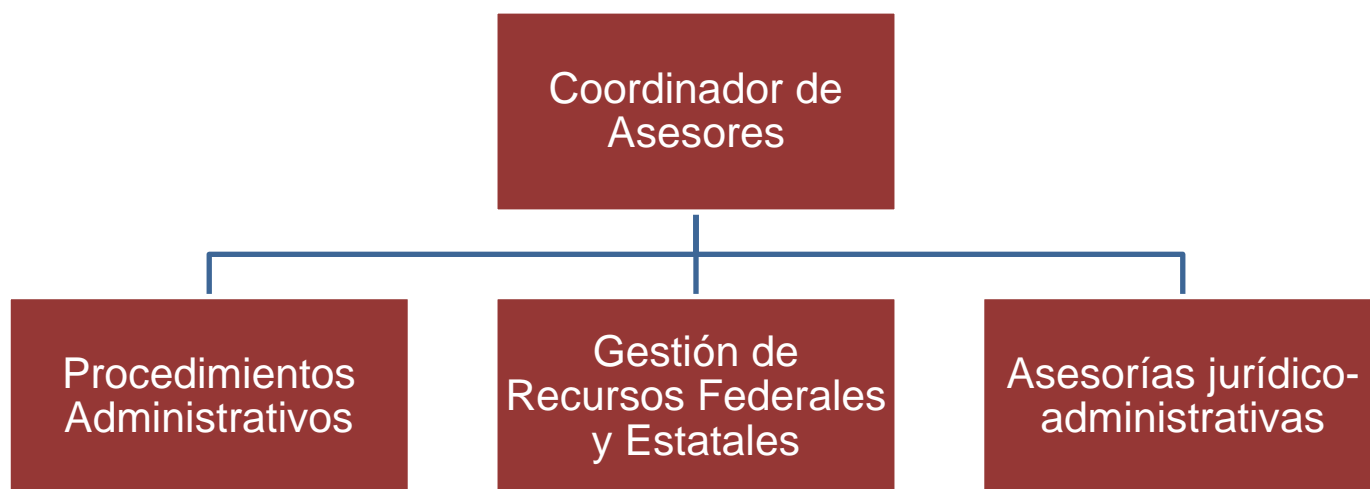 Coordinador de
Asesores
Procedimientos
Administrativos
Gestión de
Recursos Federales
y Estatales
Asesorías jurídico-
administrativas